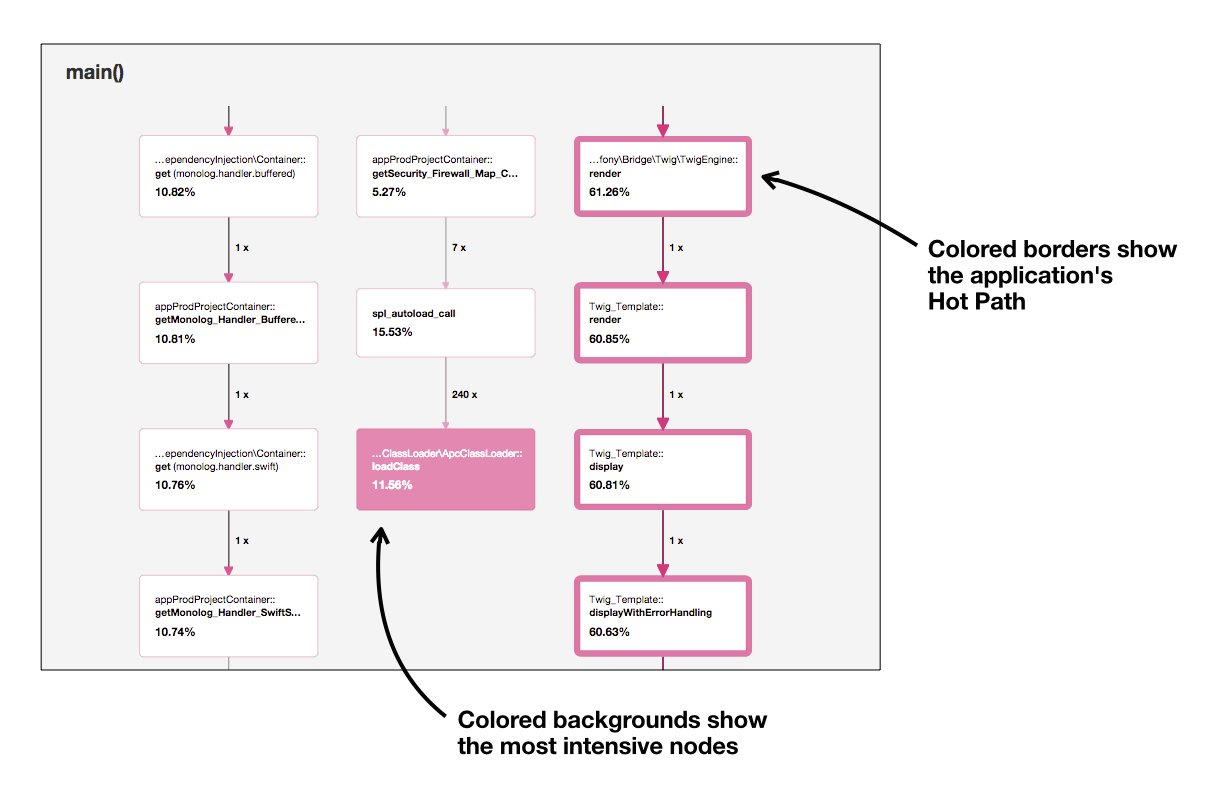 main()
…ependencyInjection\Container::
get (monolog.handler.buffered)
10.82%
1 x
appProdProjectContainer::
getMonolog_Handler_Buffere...
10.81%
1 x
…ependencyInjection\Container::
get (monolog.handler.swift)
10.76%
1 x
appProdProjectContainer::
getMonolog_Handler_SwiftS...
10.74%
appProdProjectContainer::
getSecurity_Firewall_Map_C...
5.27%
7 x
spl_autoload_call
15.53%
240 x
…ClassLoader\ApcClassLoader::
loadClass
11.56%
…fony\Bridge\Twig\TwigEngine::
render
61.26%
1 x
Twig_Template::
render
60.85%
1 x
Twig_Template::
display
60.81%
1 x
Twig_Template::
displayWithErrorHandling
60.63%
Colored borders show
the application's
Hot Path
Colored backgrounds show
the most intensive nodes